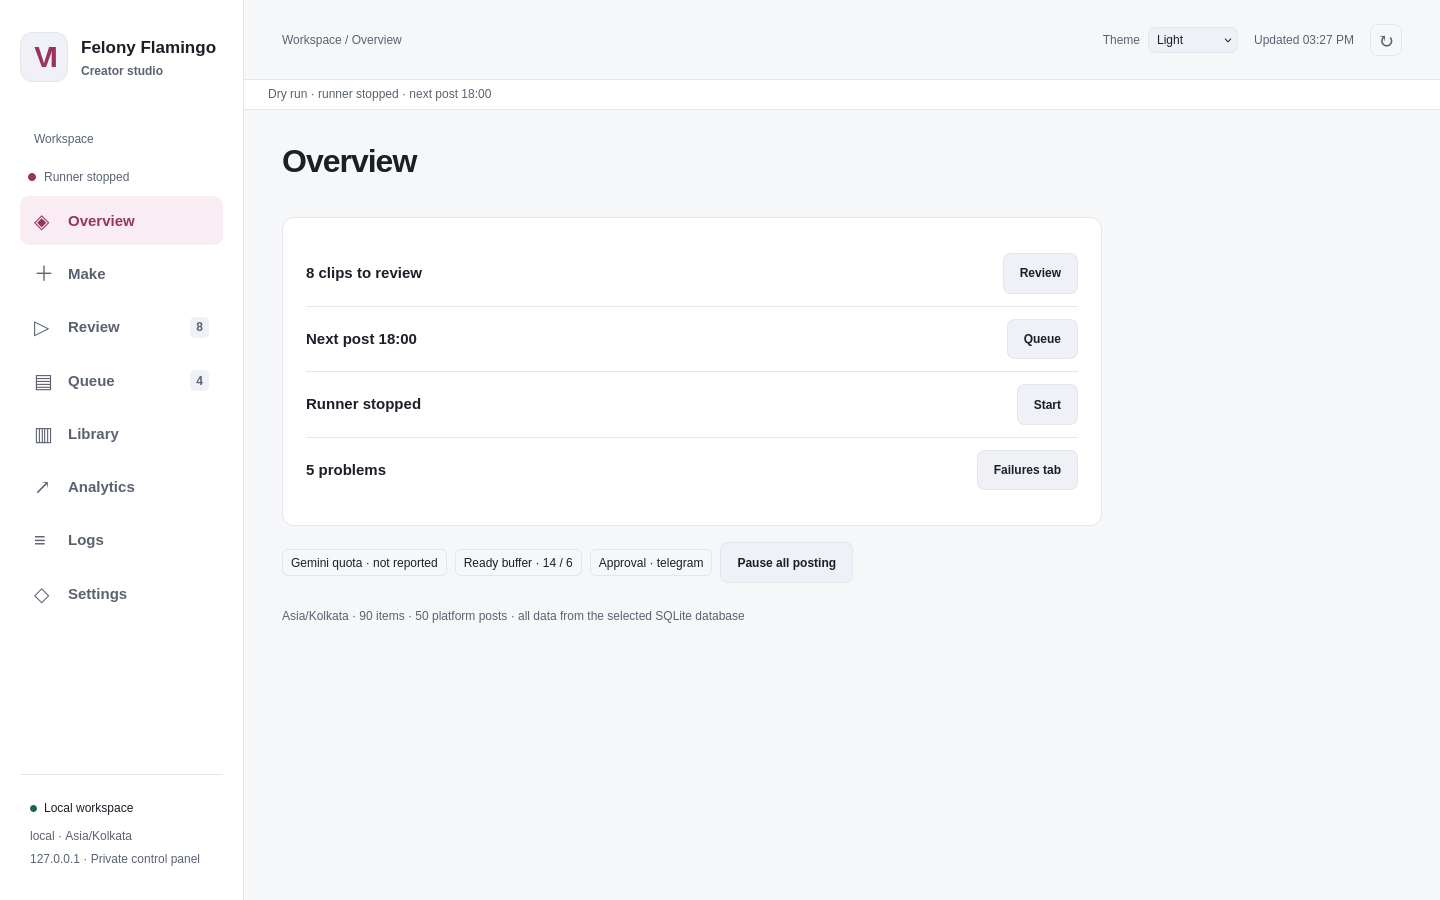 Felony Flamingo
Creator studio
Workspace
Runner stopped
Overview
Make
Review 8
Queue 4
Library
Analytics
Logs
Settings
Local workspace
local · Asia/Kolkata
127.0.0.1 · Private control panel
Workspace / Overview
Theme Light Updated 03:27 PM
Dry run · runner stopped · next post 18:00
Overview
8 clips to review Review
Next post 18:00 Queue
Runner stopped Start
5 problems Failures tab
Gemini quota · not reported Ready buffer · 14 / 6 Approval · telegram Pause all posting
Asia/Kolkata · 90 items · 50 platform posts · all data from the selected SQLite database